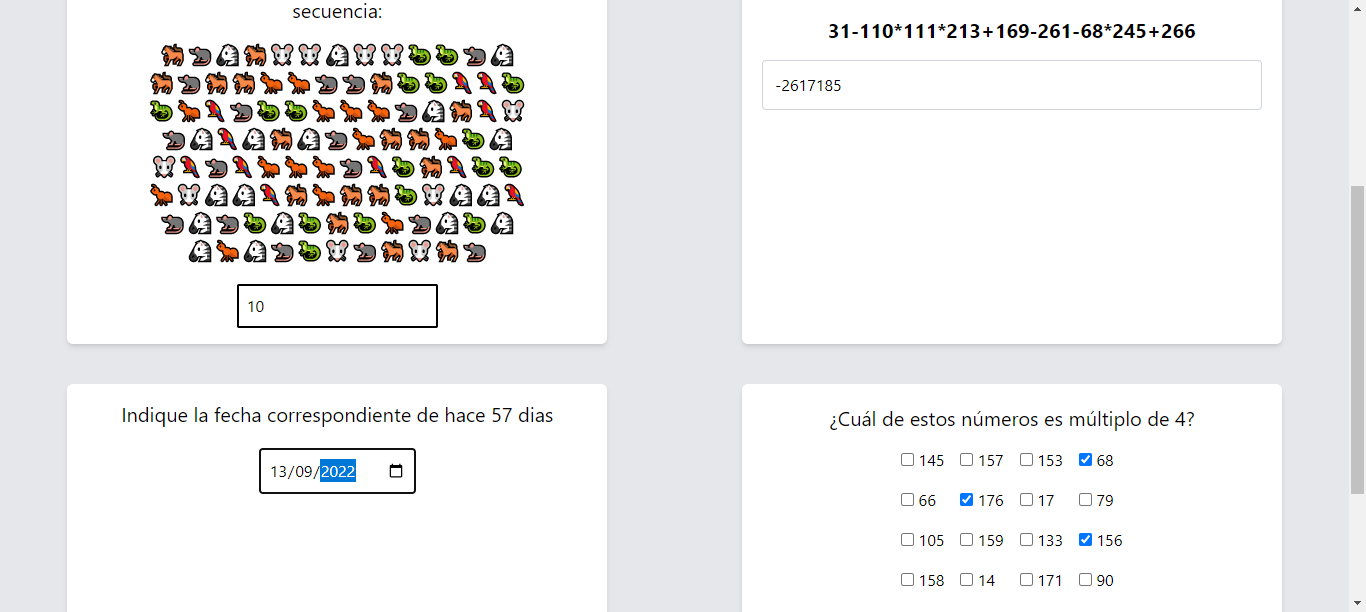 secuencia:
10
31-110*111*213+169-261-68*245+266
-2617185
Indique la fecha correspondiente de hace 57 dias
13/09/2022
¿Cuál de estos números es múltiplo de 4?
145 157 153 68
66 176 17 79
105 159 133 156
158 14 171 90